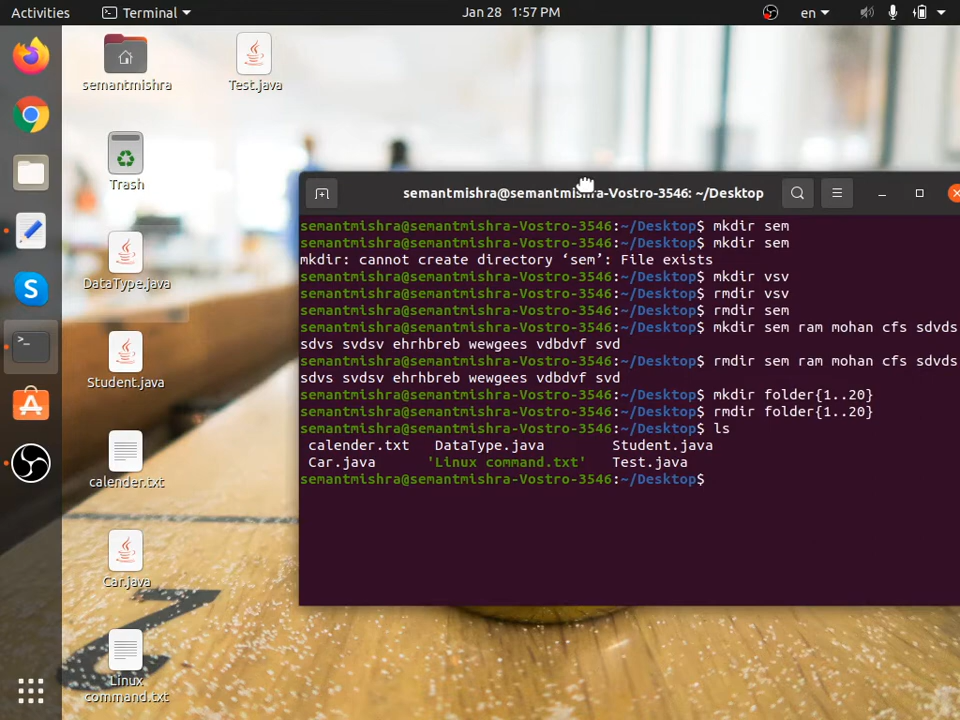 Activities
Terminal
Jan 28 1:57 PM
en
semantmishra
Test.java
Trash
DataType.java
Student.java
calender.txt
Car.java
Linux
command.txt
semantmishra@semantmishra-Vostro-3546: ~/Desktop
semantmishra@semantmishra-Vostro-3546:~/Desktop$ mkdir sem
semantmishra@semantmishra-Vostro-3546:~/Desktop$ mkdir sem
mkdir: cannot create directory ‘sem’: File exists
semantmishra@semantmishra-Vostro-3546:~/Desktop$ mkdir vsv
semantmishra@semantmishra-Vostro-3546:~/Desktop$ rmdir vsv
semantmishra@semantmishra-Vostro-3546:~/Desktop$ rmdir sem
semantmishra@semantmishra-Vostro-3546:~/Desktop$ mkdir sem ram mohan cfs sdvds
sdvs svdsv ehrhbreb wewgees vdbdvf svd
semantmishra@semantmishra-Vostro-3546:~/Desktop$ rmdir sem ram mohan cfs sdvds
sdvs svdsv ehrhbreb wewgees vdbdvf svd
semantmishra@semantmishra-Vostro-3546:~/Desktop$ mkdir folder{1..20}
semantmishra@semantmishra-Vostro-3546:~/Desktop$ rmdir folder{1..20}
semantmishra@semantmishra-Vostro-3546:~/Desktop$ ls
calender.txt DataType.java Student.java
Car.java 'Linux command.txt' Test.java
semantmishra@semantmishra-Vostro-3546:~/Desktop$